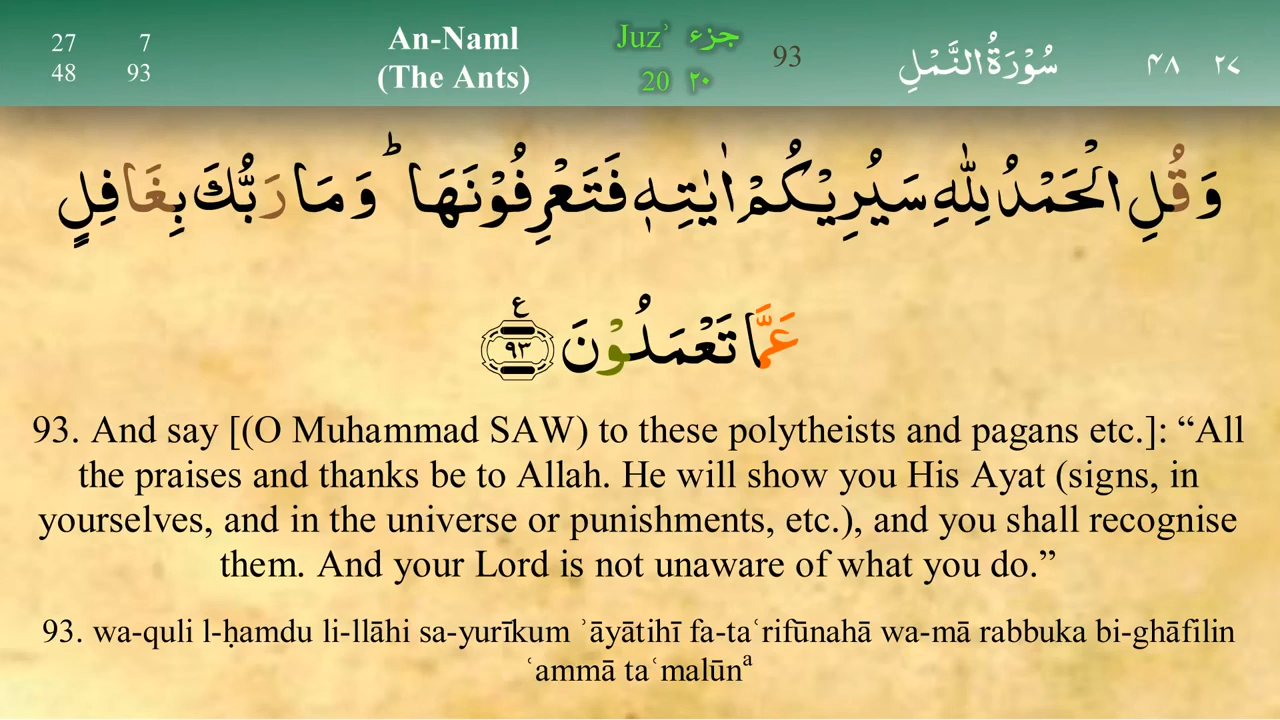 27 7
48 93
An-Naml
(The Ants)
Juzʾ جزء
20 ٢٠
93
سُوْرَةُ النَّمْلِ
۴۸ ۲۷
وَقُلِ الْحَمْدُ لِلّٰهِ سَيُرِيْكُمْ اٰيٰتِهٖ فَتَعْرِفُوْنَهَا ؕ وَمَا رَبُّكَ بِغَافِلٍ
عَمَّا تَعْمَلُوْنَ ۹۳ ع
93. And say [(O Muhammad SAW) to these polytheists and pagans etc.]: “All
the praises and thanks be to Allah. He will show you His Ayat (signs, in
yourselves, and in the universe or punishments, etc.), and you shall recognise
them. And your Lord is not unaware of what you do.”
93. wa-quli l-ḥamdu li-llāhi sa-yurīkum ʾāyātihī fa-taʿrifūnahā wa-mā rabbuka bi-ghāfilin
ʿammā taʿmalūnᵃ